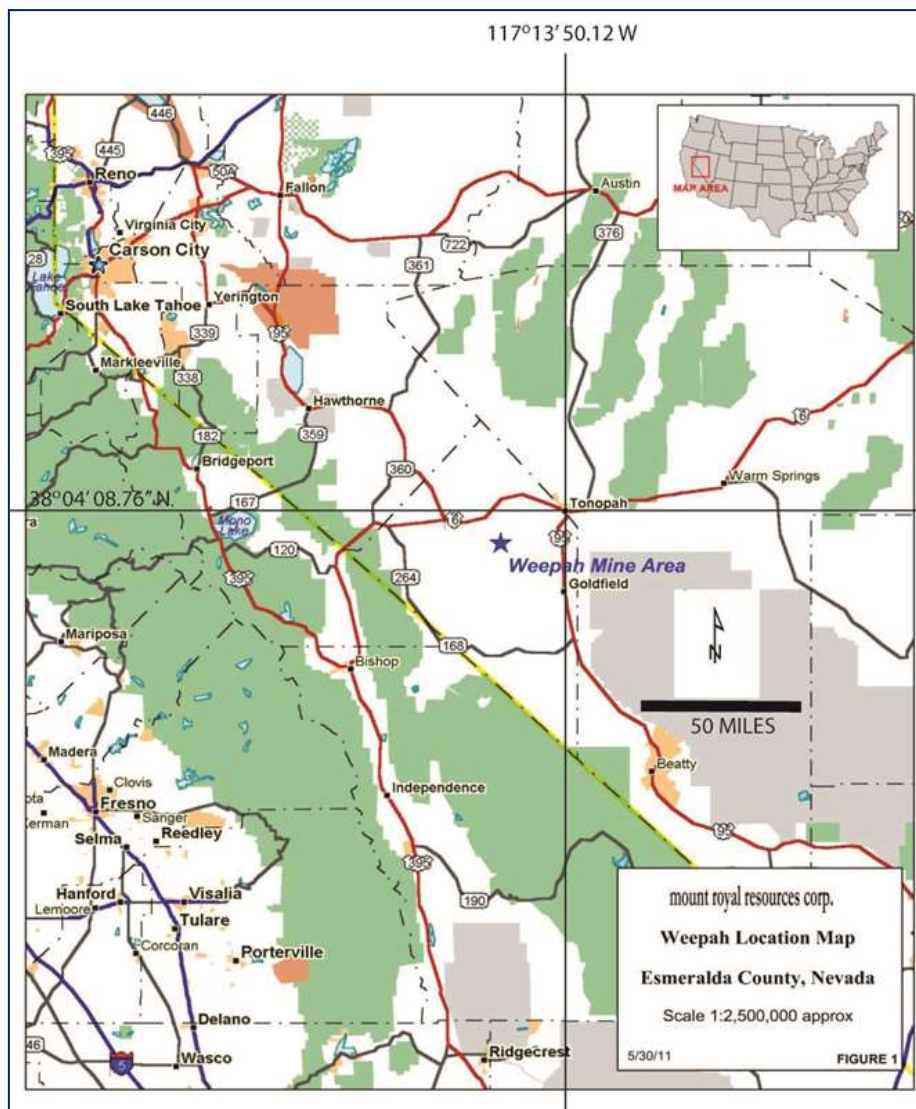 117º13'50.12 W
446
395
445
Reno
50A
Fallon
Austin
MAP AREA
Virginia City
376
722
28
Carson City
361
Lake
Tahoe
South Lake Tahoe
Yerington
339
95
Markleeville
338
Hawthorne
182
359
6
Bridgeport
360
Warm Springs
38º04'08.76"N.
167
Tonopah
Mono
Lake
6
95
120
Weepah Mine Area
395
264
Goldfield
Mariposa
168
N
Bishop
50 MILES
Madera
Beatty
Clovis
Independence
Fresno
Sanger
Reedley
Selma
95
395
Hanford
Visalia
190
Lemoore
Tulare
Corcoran
Porterville
mount royal resources corp.
Weepah Location Map
Esmeralda County, Nevada
Scale 1:2,500,000 approx
Delano
46
5
Wasco
Ridgecrest
5/30/11
FIGURE 1